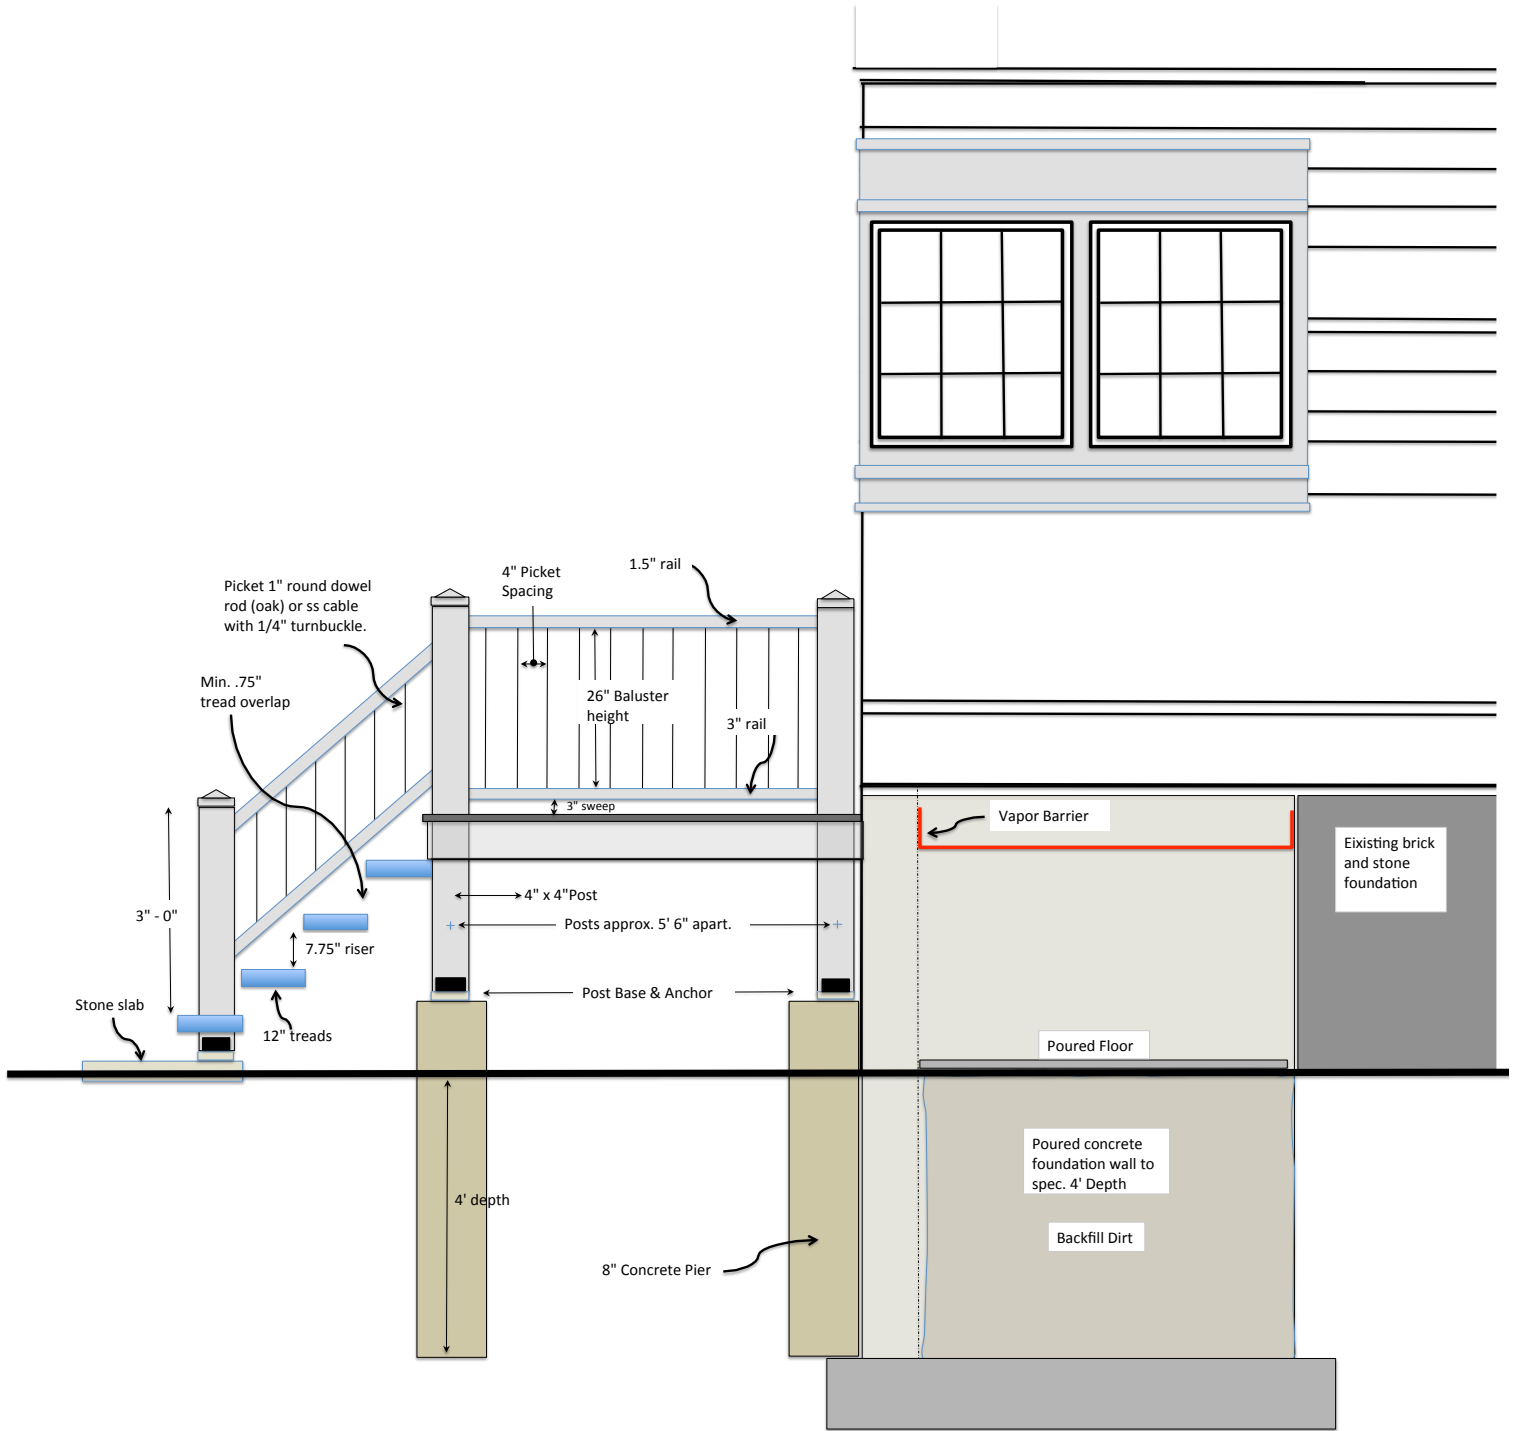 1.5" rail
4" Picket
Spacing
Picket 1" round dowel
rod (oak) or ss cable
with 1/4" turnbuckle.
Min. .75"
tread overlap
26" Baluster
height
3" rail
3" sweep
Vapor Barrier
Eixisting brick
and stone
foundation
4" x 4"Post
3" - 0"
Posts approx. 5' 6" apart.
7.75" riser
Post Base & Anchor
Stone slab
12" treads
Poured Floor
Poured concrete
foundation wall to
spec. 4' Depth
4' depth
Backfill Dirt
8" Concrete Pier